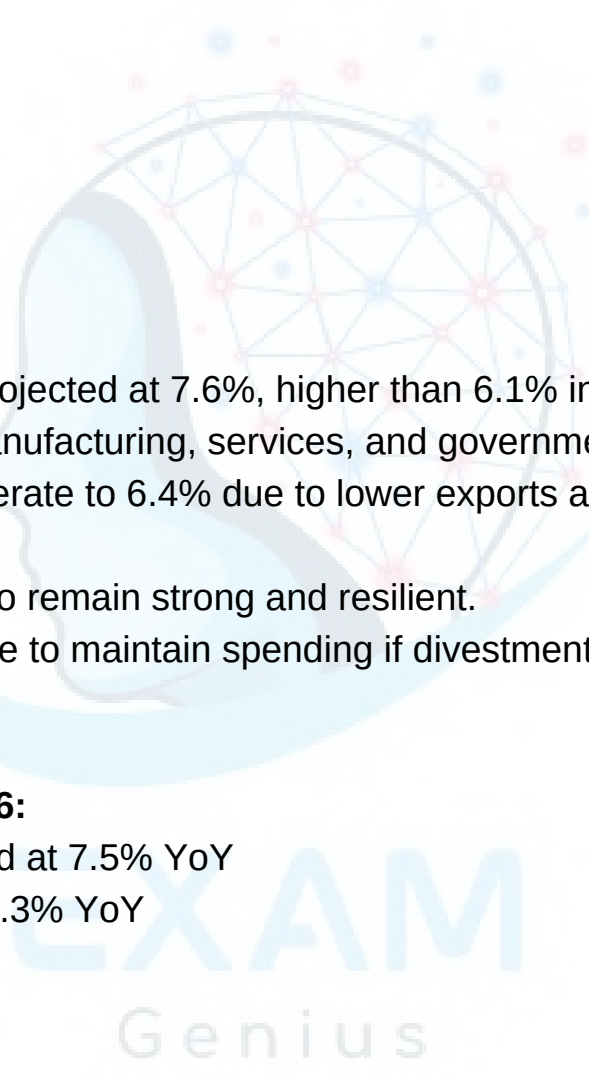 ojected at 7.6%, higher than 6.1% in
anufacturing, services, and governme
erate to 6.4% due to lower exports a
o remain strong and resilient.
e to maintain spending if divestment
6:
d at 7.5% YoY
.3% YoY
EXAM
Genius